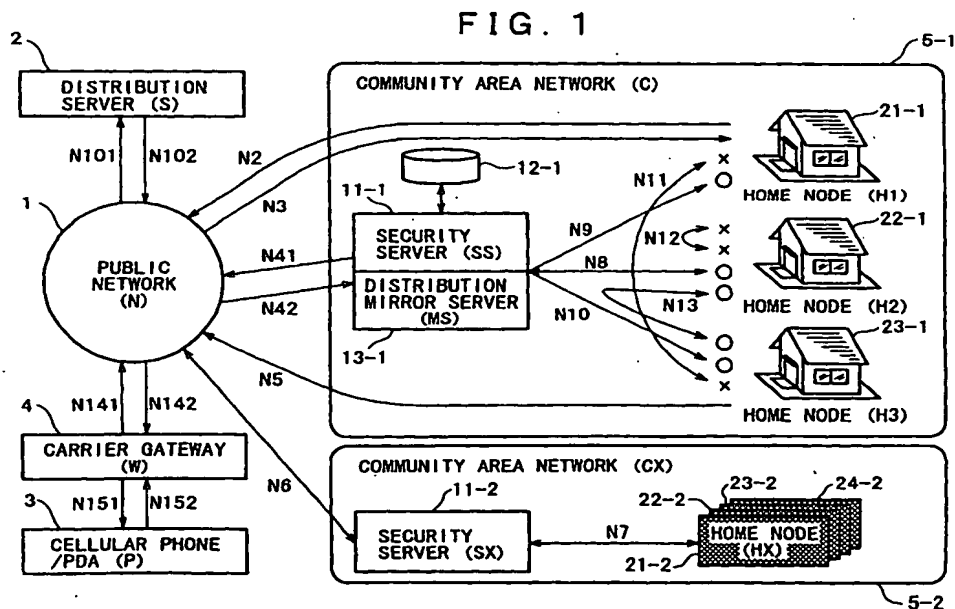 FIG. 1
2
5-1
DISTRIBUTION
SERVER (S)
COMMUNITY AREA NETWORK (C)
21-1
N101
N102
N2
N3
12-1
11-1
N11
×
○
HOME NODE (H1)
1
PUBLIC
NETWORK
(N)
N41
N42
SECURITY
SERVER (SS)
DISTRIBUTION
MIRROR SERVER
(MS)
13-1
N9
N8
N10
N12
N13
×
×
○
○
22-1
HOME NODE (H2)
23-1
○
○
×
HOME NODE (H3)
N5
N141
N142
4
CARRIER GATEWAY
(W)
N6
N151
N152
3
CELLULAR PHONE
/PDA (P)
COMMUNITY AREA NETWORK (CX)
11-2
SECURITY
SERVER (SX)
N7
23-2
22-2
24-2
HOME NODE
(HX)
21-2
5-2